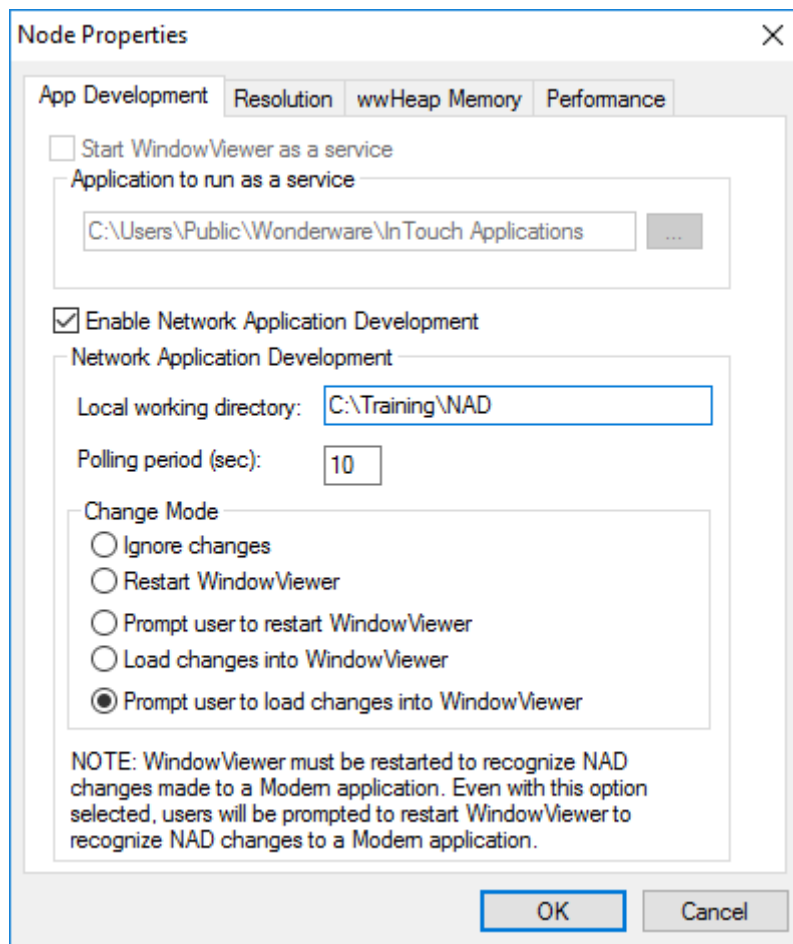 Node Properties
App Development Resolution wwHeap Memory Performance
Start WindowViewer as a service
Application to run as a service
C:\Users\Public\Wonderware\InTouch Applications ...
Enable Network Application Development
Network Application Development
Local working directory: C:\Training\NAD
Polling period (sec): 10
Change Mode
Ignore changes
Restart WindowViewer
Prompt user to restart WindowViewer
Load changes into WindowViewer
Prompt user to load changes into WindowViewer
NOTE: WindowViewer must be restarted to recognize NAD
changes made to a Modern application. Even with this option
selected, users will be prompted to restart WindowViewer to
recognize NAD changes to a Modern application.
OK Cancel